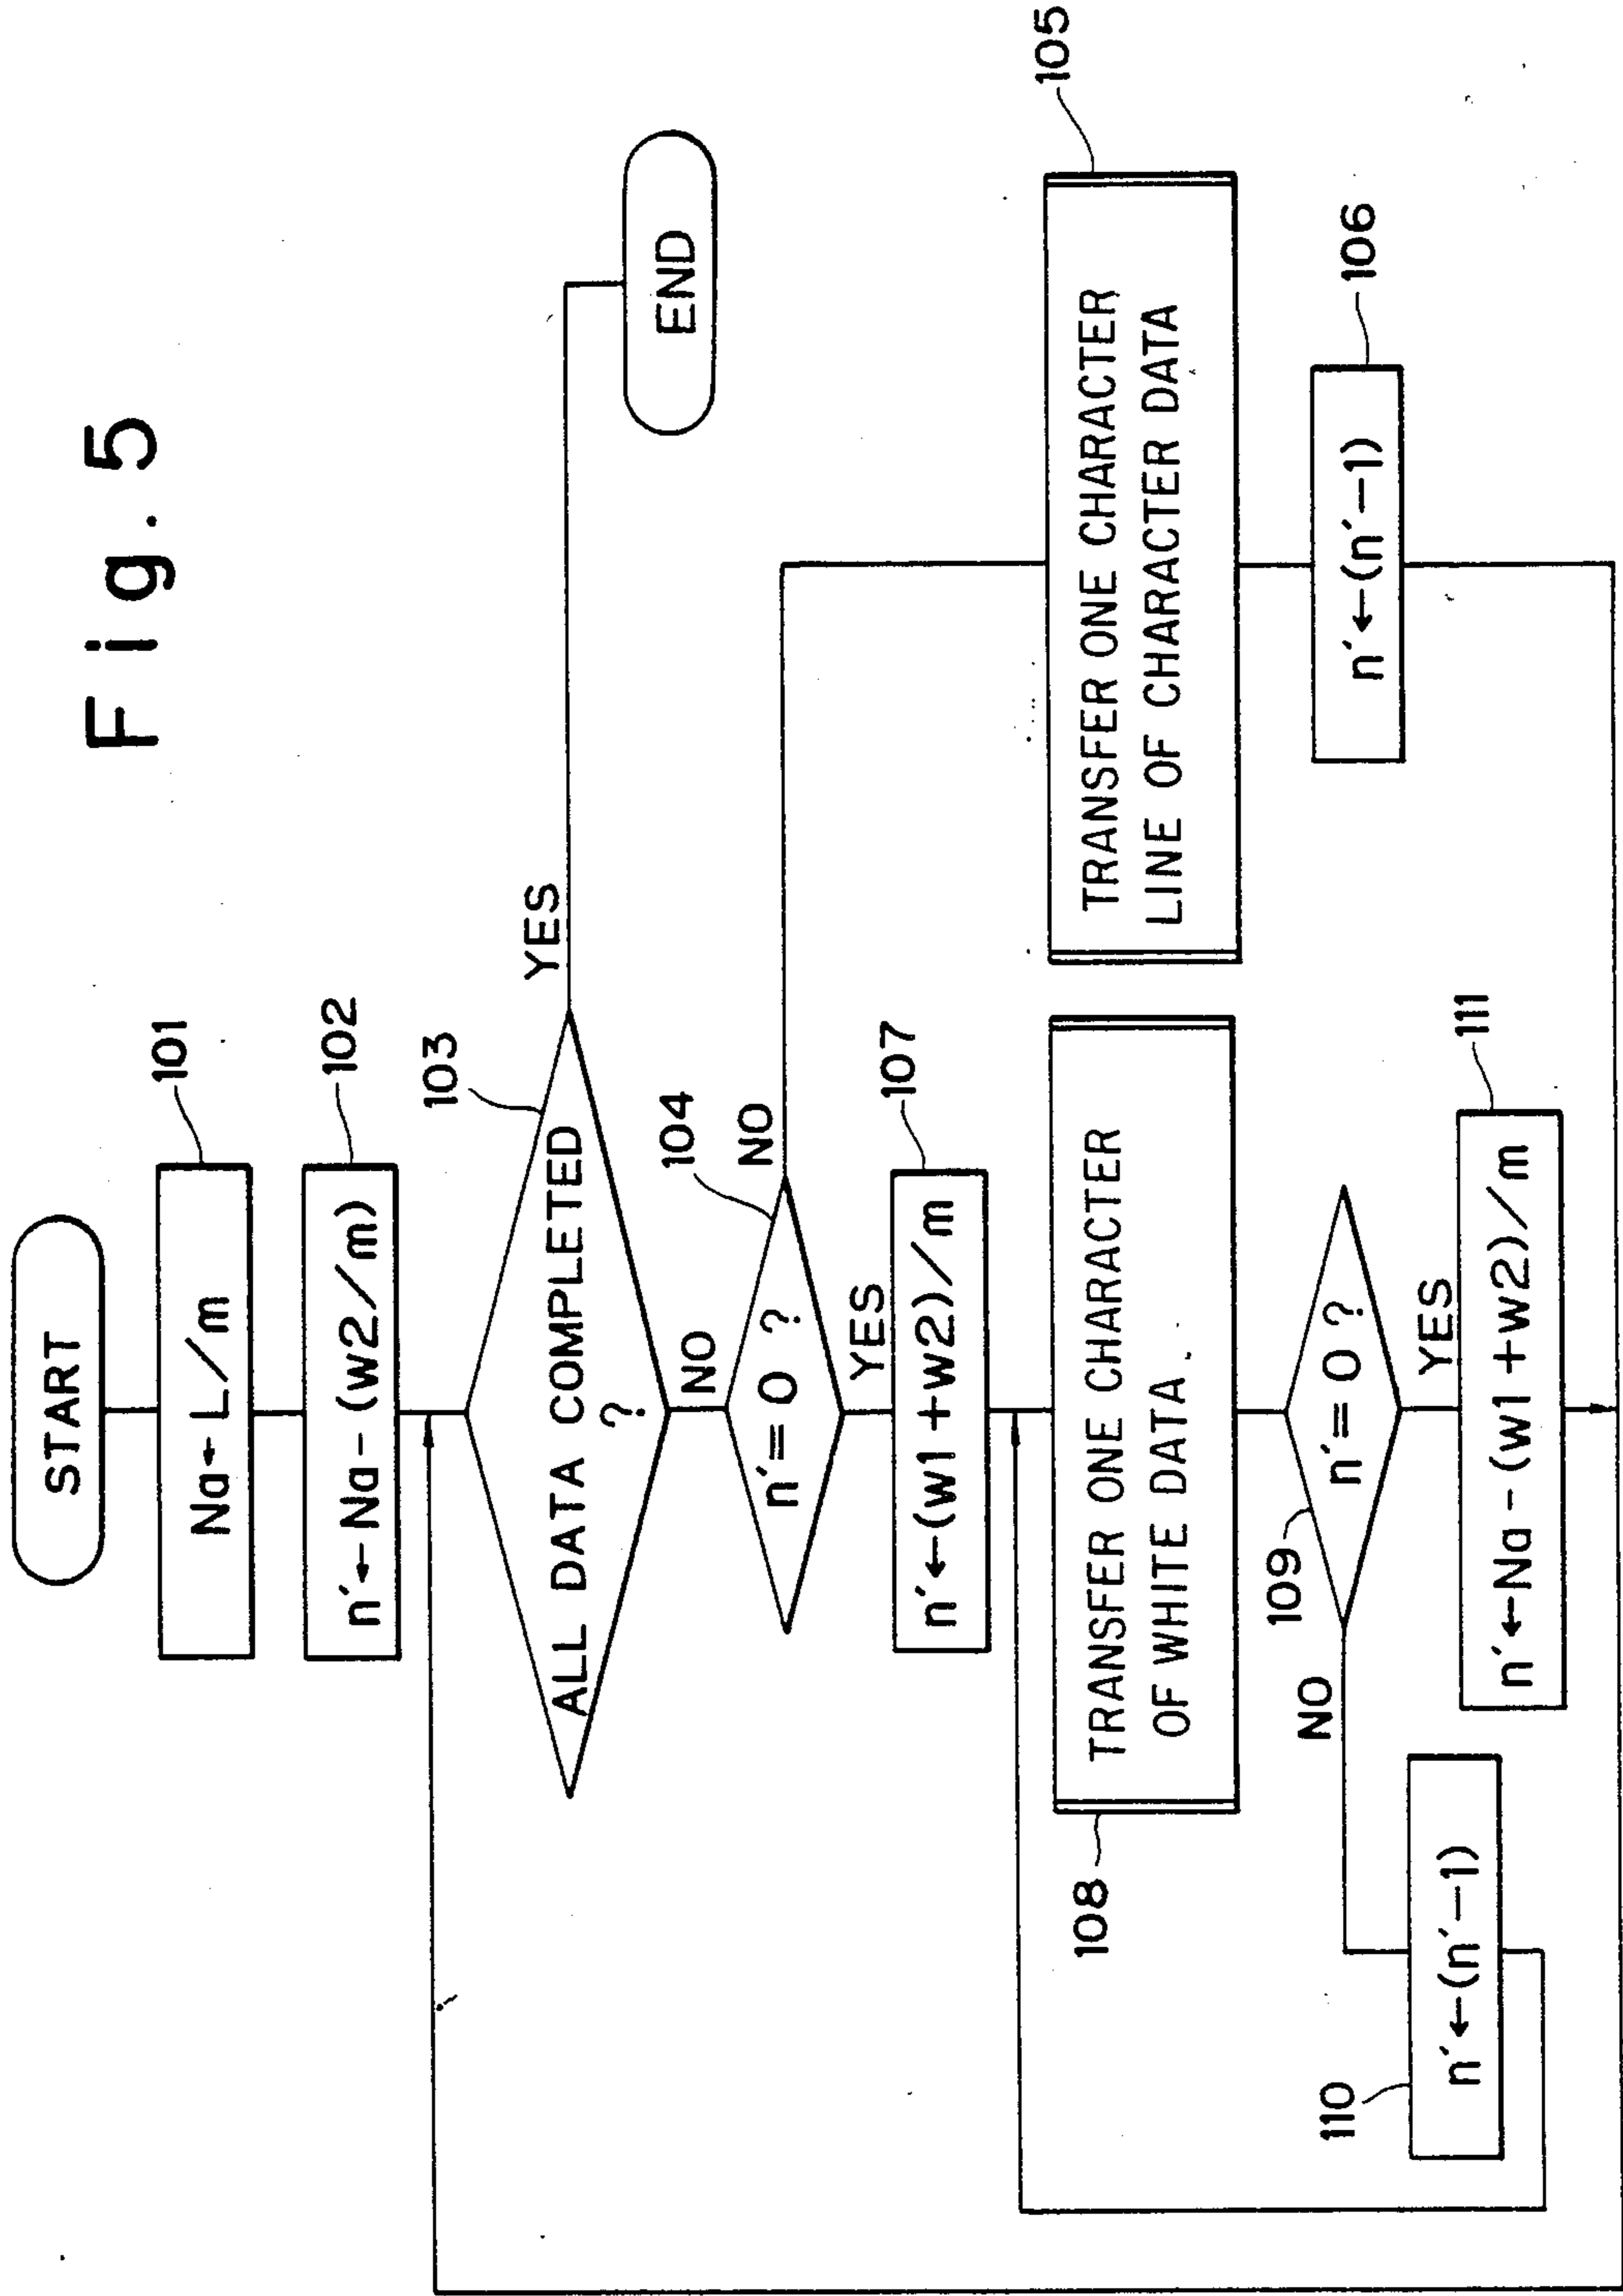 Fig. 5
START
Na←L/m
101
n′←Na-(w2/m)
102
103
ALL DATA COMPLETED
?
YES
END
NO
104
n′=0 ?
NO
YES
n′←(w1+w2)/m
107
TRANSFER ONE CHARACTER
LINE OF CHARACTER DATA
105
108
TRANSFER ONE CHARACTER
OF WHITE DATA
n′←(n′-1)
106
109
n′=0 ?
NO
YES
110
n′←(n′-1)
n′←Na-(w1+w2)/m
111